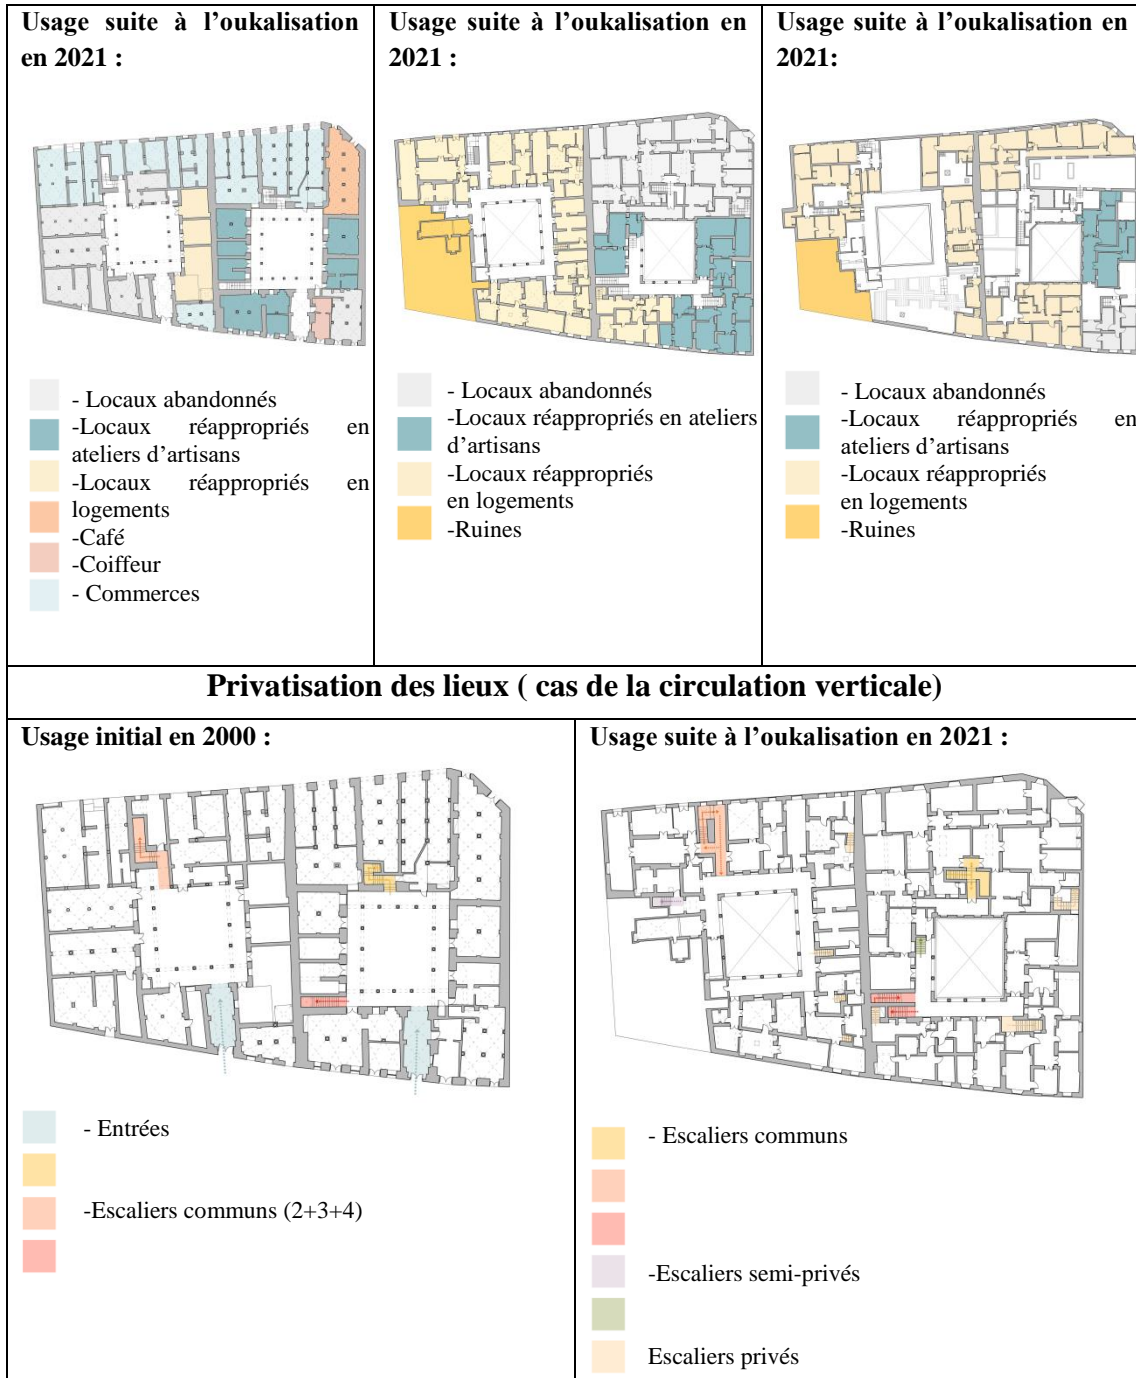 Usage suite à l’oukalisation
en 2021 :
- Locaux abandonnés
-Locaux réappropriés en
ateliers d’artisans
-Locaux réappropriés en
logements
-Café
-Coiffeur
- Commerces
Usage suite à l’oukalisation en
2021 :
- Locaux abandonnés
-Locaux réappropriés en ateliers
d’artisans
-Locaux réappropriés
en logements
-Ruines
Usage suite à l’oukalisation en
2021:
- Locaux abandonnés
-Locaux réappropriés en
ateliers d’artisans
-Locaux réappropriés
en logements
-Ruines
Privatisation des lieux ( cas de la circulation verticale)
Usage initial en 2000 :
- Entrées
-Escaliers communs (2+3+4)
Usage suite à l’oukalisation en 2021 :
- Escaliers communs
-Escaliers semi-privés
Escaliers privés